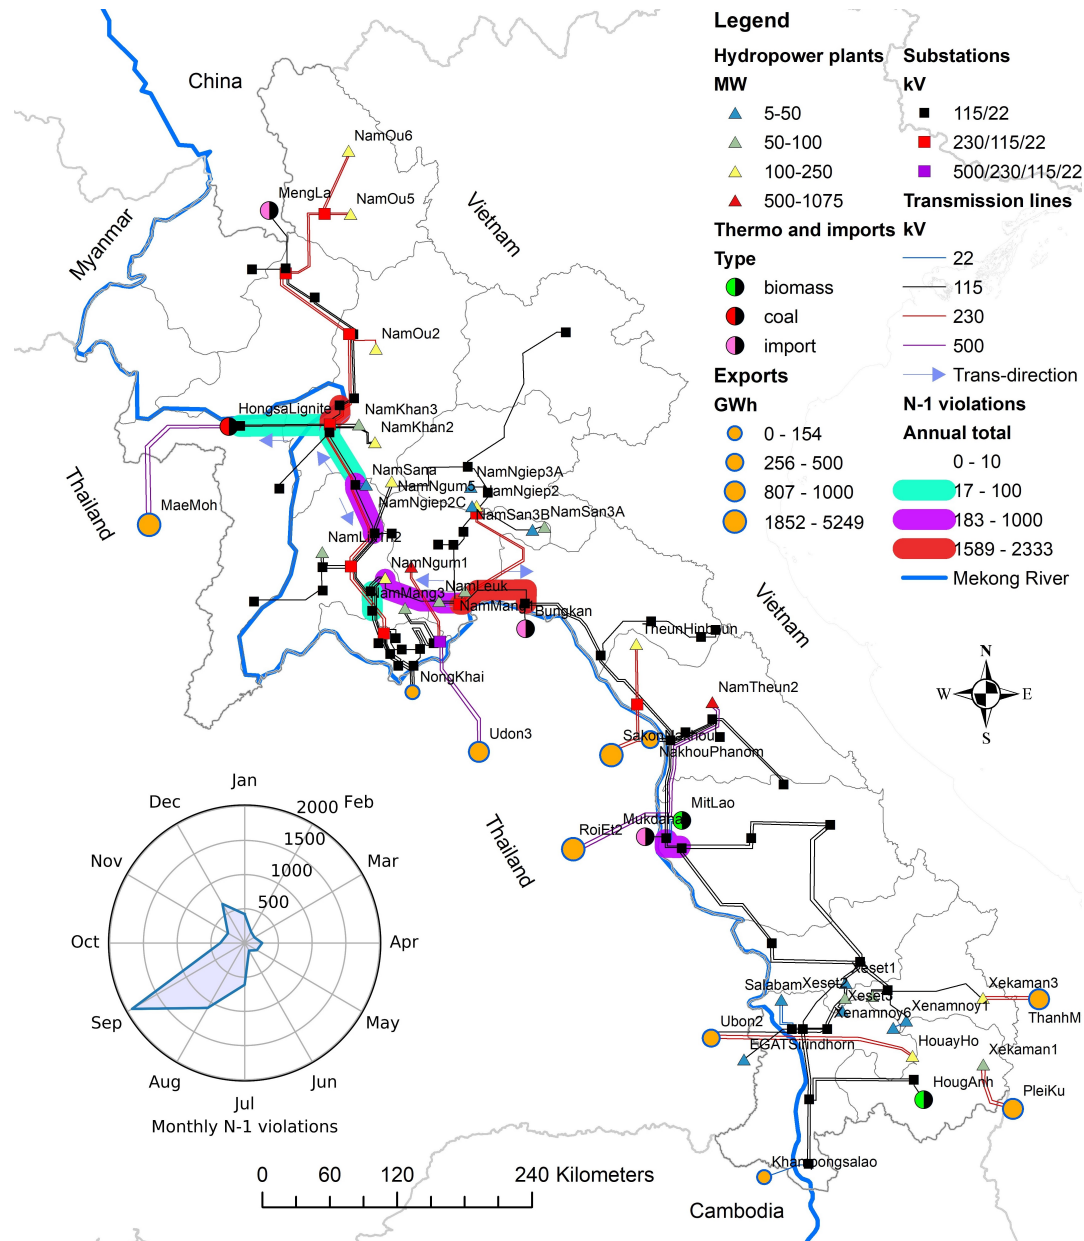 Legend
Hydropower plants
MW
5-50
50-100
100-250
500-1075
Thermo and imports
Type
biomass
coal
import
Exports
GWh
0 - 154
256 - 500
807 - 1000
1852 - 5249
Substations
kV
115/22
230/115/22
500/230/115/22
Transmission lines
kV
22
115
230
500
Trans-direction
N-1 violations
Annual total
0 - 10
17 - 100
183 - 1000
1589 - 2333
Mekong River
China
NamOu6
MengLa
NamOu5
Myanmar
Vietnam
NamOu2
HongsaLignite
NamKhan3
NamKhan2
Thailand
MaeMoh
NamSana
NamNgiep3A
NamNgum5
NamNgiep2
NamNgiep2C
NamSan3B
NamSan3A
NamNgum1
NamLeuk
NamMang3
Bungkan
Vietnam
TheunHinboun
N
W
E
S
NongKhai
NamTheun2
Udon3
NakhouPhanom
MitLao
Mukdahan
RoiEt2
Thailand
Xeset1
Salabam
Xeset2
Xeset3
Xekaman3
Xenamnoy1
Xenamnoy6
ThanhM
Ubon2
EGATSirindhorn
HouayHo
Xekaman1
HougAnh
PleiKu
Khampongsalao
Cambodia
Jan
Feb
Mar
Apr
May
Jun
Jul
Aug
Sep
Oct
Nov
Dec
2000
1500
1000
500
Monthly N-1 violations
0 60 120 240 Kilometers